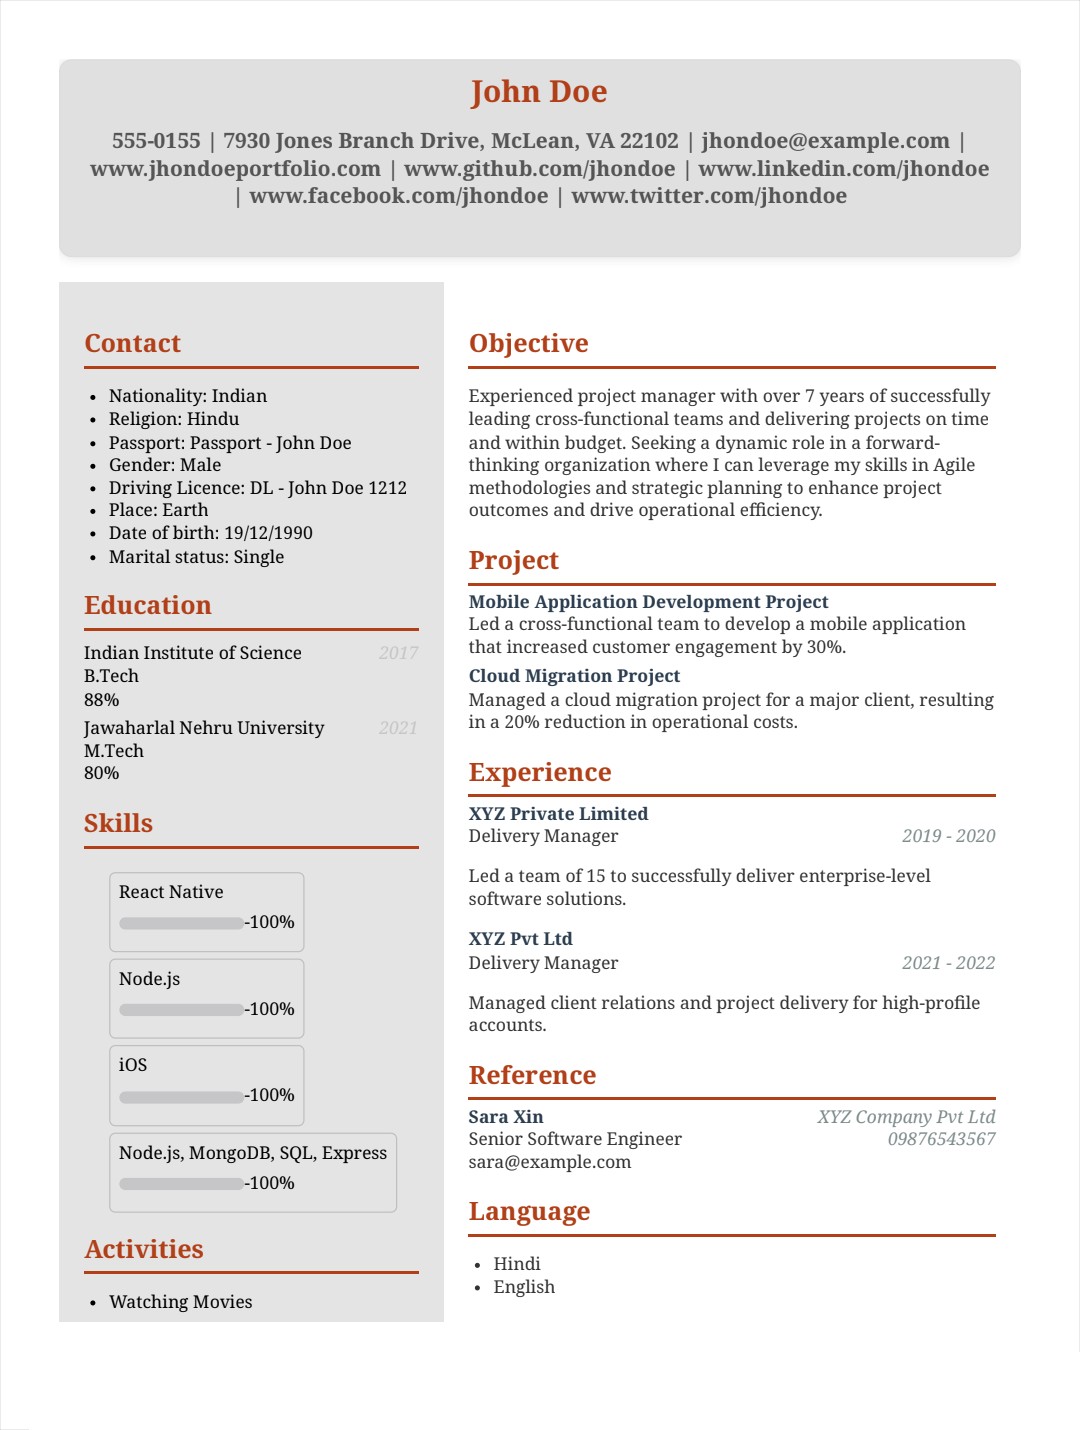 John Doe
555-0155 | 7930 Jones Branch Drive, McLean, VA 22102 | jhondoe@example.com |
www.jhondoeportfolio.com | www.github.com/jhondoe | www.linkedin.com/jhondoe
| www.facebook.com/jhondoe | www.twitter.com/jhondoe
Contact
• Nationality: Indian
• Religion: Hindu
• Passport: Passport - John Doe
• Gender: Male
• Driving Licence: DL - John Doe 1212
• Place: Earth
• Date of birth: 19/12/1990
• Marital status: Single
Education
Indian Institute of Science 2017
B.Tech
88%
Jawaharlal Nehru University 2021
M.Tech
80%
Skills
React Native
-100%
Node.js
-100%
iOS
-100%
Node.js, MongoDB, SQL, Express
-100%
Activities
• Watching Movies
Objective
Experienced project manager with over 7 years of successfully
leading cross-functional teams and delivering projects on time
and within budget. Seeking a dynamic role in a forward-
thinking organization where I can leverage my skills in Agile
methodologies and strategic planning to enhance project
outcomes and drive operational efficiency.
Project
Mobile Application Development Project
Led a cross-functional team to develop a mobile application
that increased customer engagement by 30%.
Cloud Migration Project
Managed a cloud migration project for a major client, resulting
in a 20% reduction in operational costs.
Experience
XYZ Private Limited
Delivery Manager 2019 - 2020
Led a team of 15 to successfully deliver enterprise-level
software solutions.
XYZ Pvt Ltd
Delivery Manager 2021 - 2022
Managed client relations and project delivery for high-profile
accounts.
Reference
Sara Xin XYZ Company Pvt Ltd
Senior Software Engineer 09876543567
sara@example.com
Language
• Hindi
• English